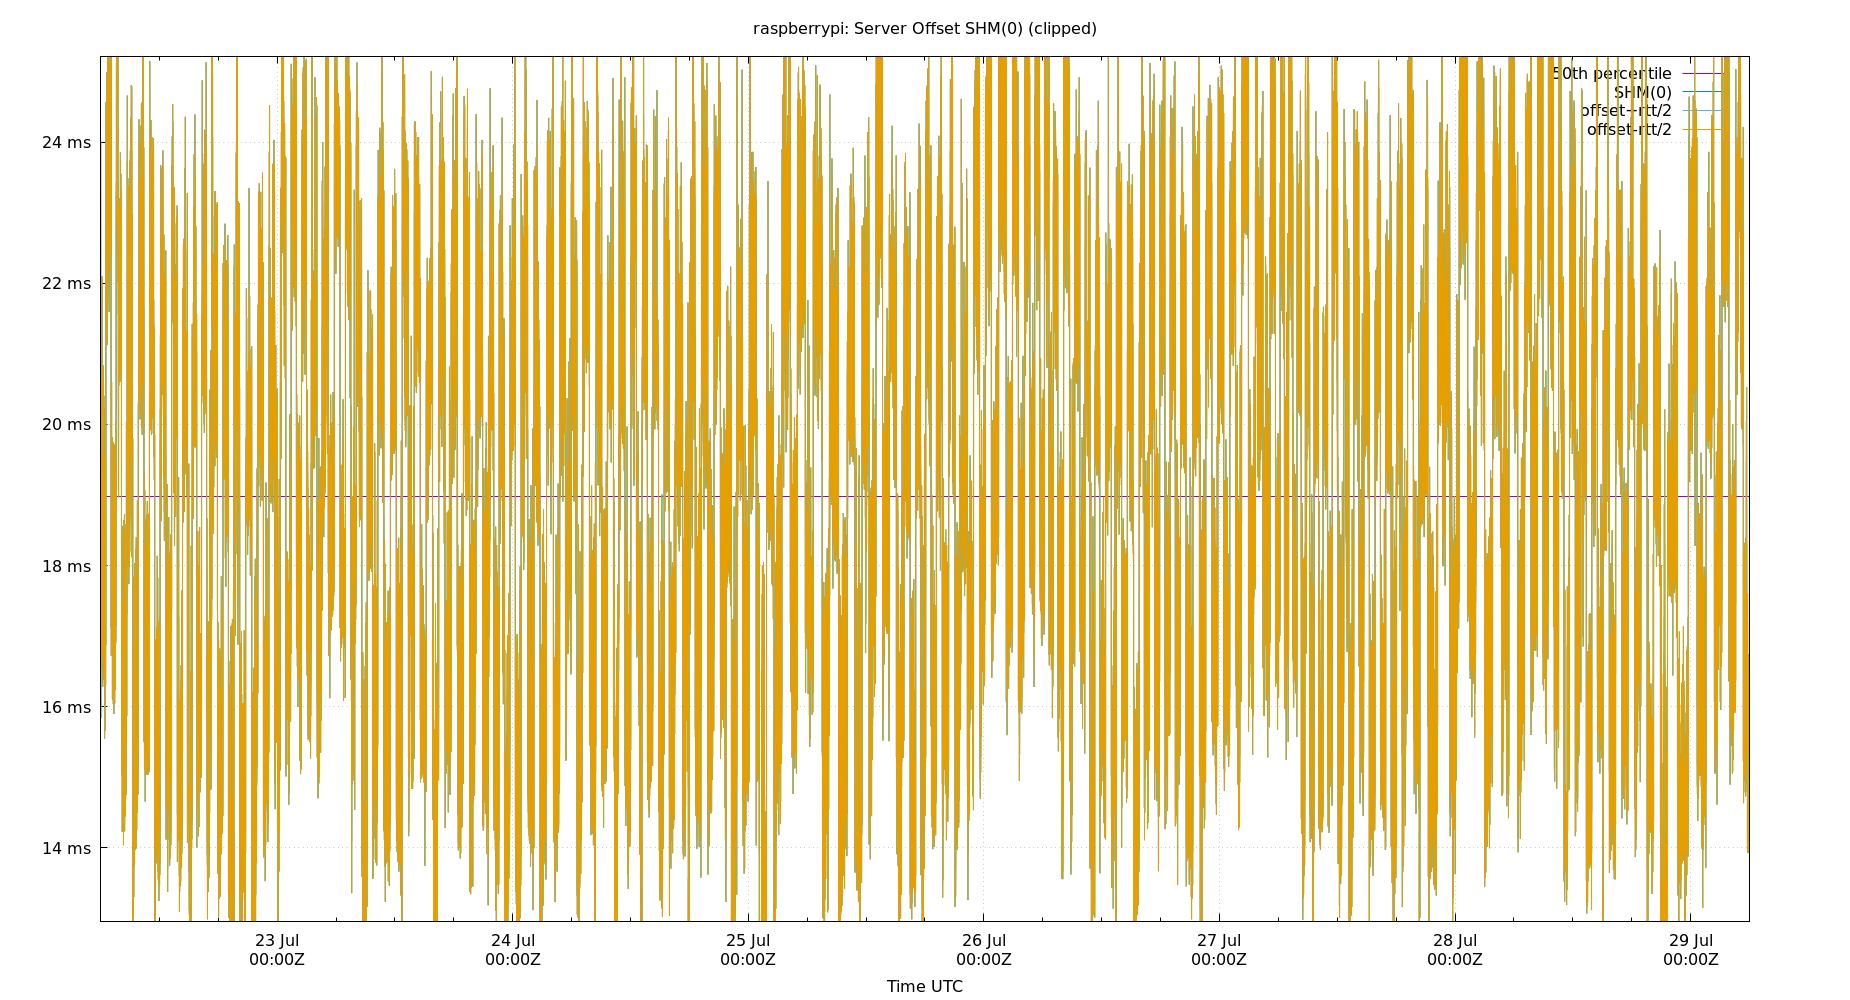 raspberrypi: Server Offset SHM(0) (clipped)
50th percentile
SHM(0)
offset--rtt/2
offset-rtt/2
24 ms
22 ms
20 ms
18 ms
16 ms
14 ms
23 Jul
00:00Z
24 Jul
00:00Z
25 Jul
00:00Z
26 Jul
00:00Z
27 Jul
00:00Z
28 Jul
00:00Z
29 Jul
00:00Z
Time UTC